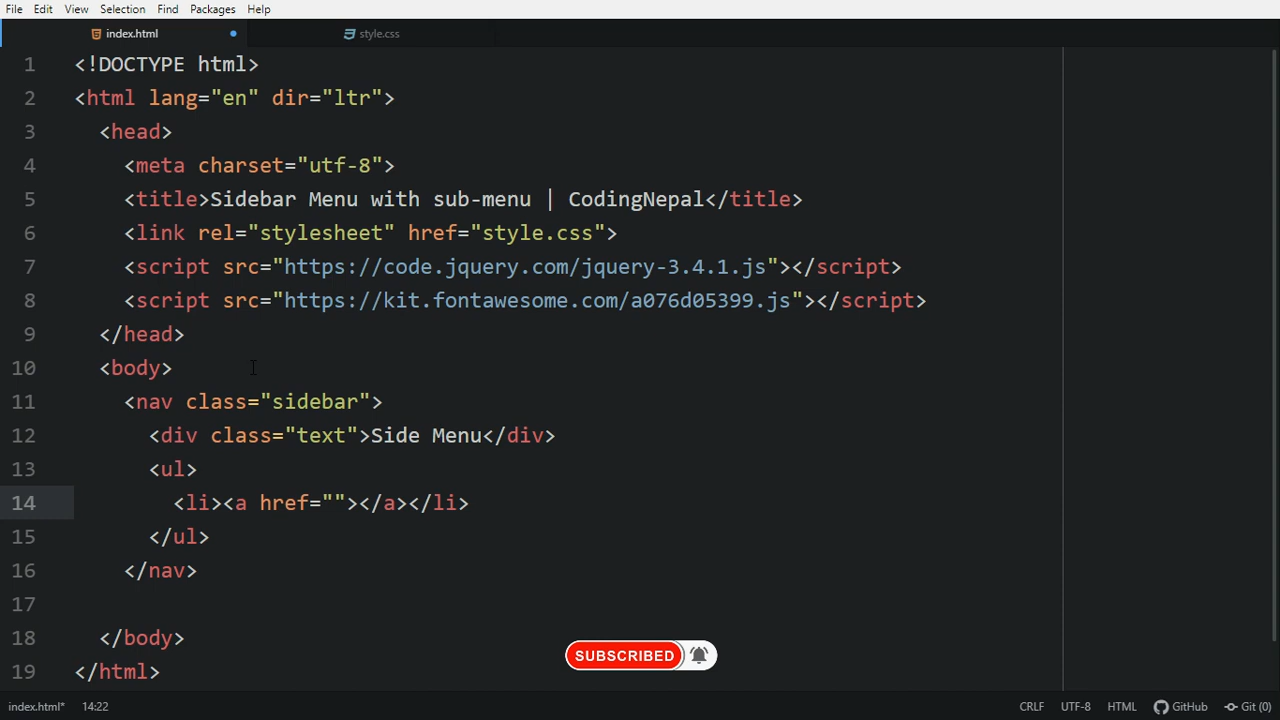 File Edit View Selection Find Packages Help
index.html style.css
1 <!DOCTYPE html>
2 <html lang="en" dir="ltr">
3 <head>
4 <meta charset="utf-8">
5 <title>Sidebar Menu with sub-menu | CodingNepal</title>
6 <link rel="stylesheet" href="style.css">
7 <script src="https://code.jquery.com/jquery-3.4.1.js"></script>
8 <script src="https://kit.fontawesome.com/a076d05399.js"></script>
9 </head>
10 <body>
11 <nav class="sidebar">
12 <div class="text">Side Menu</div>
13 <ul>
14 <li><a href=""></a></li>
15 </ul>
16 </nav>
17
18 </body>
19 </html>
SUBSCRIBED
index.html* 14:22 CRLF UTF-8 HTML GitHub Git (0)